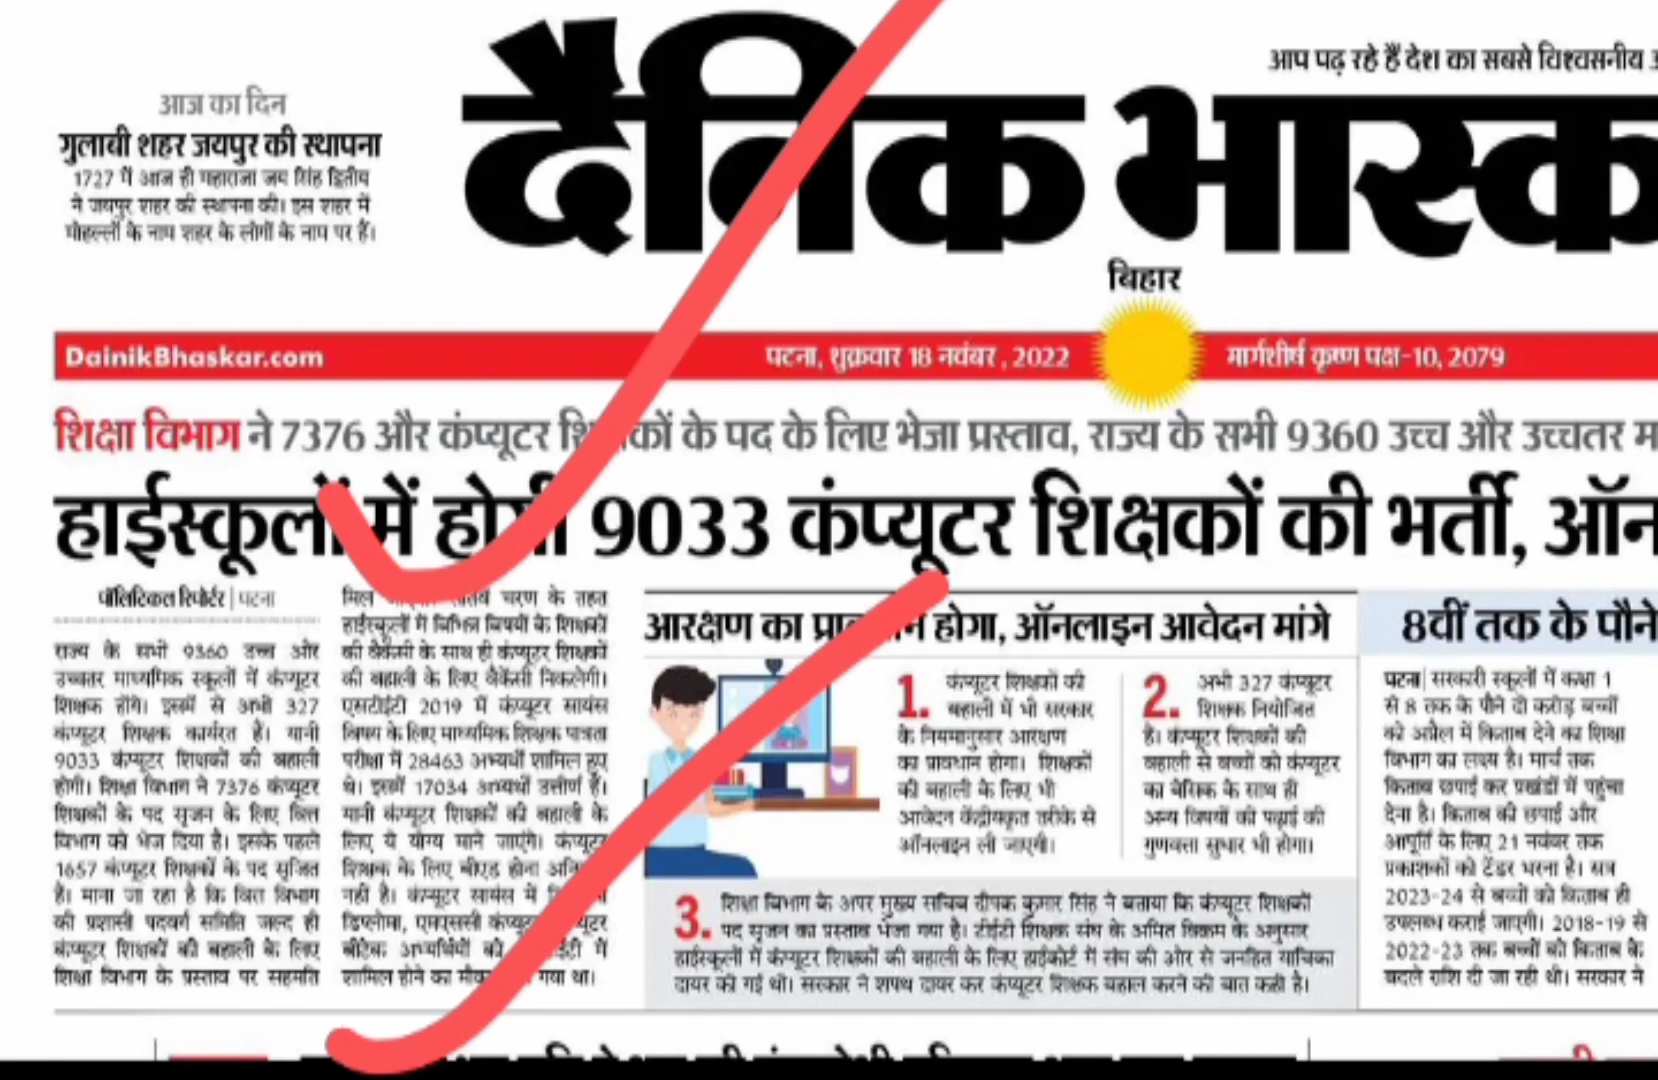 आप पढ़ रहे हैं देश का सबसे विश्वसनीय
आज का दिन
गुलाबी शहर जयपुर की स्थापना
1727 में आज ही महाराजा जय सिंह द्वितीय
ने जयपुर शहर की स्थापना की। इस शहर में
मोहल्लों के नाम शहर के लोगों के नाम पर हैं।
दैनिक भास्क
बिहार
DainikBhaskar.com
पटना, शुक्रवार 18 नवंबर, 2022
मार्गशीर्ष कृष्ण पक्ष-10, 2079
शिक्षा विभाग ने 7376 और कंप्यूटर शिक्षकों के पद के लिए भेजा प्रस्ताव, राज्य के सभी 9360 उच्च और उच्चतर म
हाईस्कूलों में होगी 9033 कंप्यूटर शिक्षकों की भर्ती, ऑन
पॉलिटिकल रिपोर्टर | पटना
राज्य के सभी 9360 उच्च और
उच्चतर माध्यमिक स्कूलों में कंप्यूटर
शिक्षक होंगे। इसमें से अभी 327
कंप्यूटर शिक्षक कार्यरत हैं। यानी
9033 कंप्यूटर शिक्षकों की बहाली
होगी। शिक्षा विभाग ने 7376 कंप्यूटर
शिक्षकों के पद सृजन के लिए वित्त
विभाग को भेज दिया है। इसके पहले
1657 कंप्यूटर शिक्षकों के पद सृजित
हैं। माना जा रहा है कि वित्त विभाग
की प्रशासी पदवर्ग समिति जल्द ही
कंप्यूटर शिक्षकों की बहाली के लिए
शिक्षा विभाग के प्रस्ताव पर सहमति
मिल चरण के तहत
हाईस्कूलों में विभिन्न विषयों के शिक्षकों
की वैकेंसी के साथ ही कंप्यूटर शिक्षकों
की बहाली के लिए वैकेंसी निकलेगी।
एसटीईटी 2019 में कंप्यूटर सायंस
विषय के लिए माध्यमिक शिक्षक पात्रता
परीक्षा में 28463 अभ्यर्थी शामिल हुए
थे। इसमें 17034 अभ्यर्थी उत्तीर्ण हैं।
यानी कंप्यूटर शिक्षकों की बहाली के
लिए ये योग्य माने जाएंगे। कंप्यूटर
शिक्षक के लिए बीएड होना
नहीं है। कंप्यूटर सायंस में
डिप्लोमा, एमएससी
बीटेक अभ्यर्थियों को में
शामिल होने का गया था।
आरक्षण का प्रावधान होगा, ऑनलाइन आवेदन मांगे
1. कंप्यूटर शिक्षकों की
बहाली में भी सरकार
के नियमानुसार आरक्षण
का प्रावधान होगा। शिक्षकों
की बहाली के लिए भी
आवेदन केंद्रीयकृत तरीके से
ऑनलाइन ली जाएगी।
2. अभी 327 कंप्यूटर
शिक्षक नियोजित
है। कंप्यूटर शिक्षकों की
बहाली से बच्चों को कंप्यूटर
का बेसिक के साथ ही
अन्य विषयों की पढ़ाई की
गुणवत्ता सुधार भी होगा।
3. शिक्षा विभाग के अपर मुख्य सचिव दीपक कुमार सिंह ने बताया कि कंप्यूटर शिक्षकों
पद सृजन का प्रस्ताव भेजा गया है। टीईटी शिक्षक संघ के अमित विक्रम के अनुसार
हाईस्कूलों में कंप्यूटर शिक्षकों की बहाली के लिए हाईकोर्ट में संघ की ओर से जनहित याचिका
दायर की गई थी। सरकार ने शपथ दायर कर कंप्यूटर शिक्षक बहाल करने की बात कही है।
8वीं तक के पौने
पटना| सरकारी स्कूलों में कक्षा 1
से 8 तक के पौने दो करोड़ बच्चों
को अप्रैल में किताब देने का शिक्षा
विभाग का लक्ष्य है। मार्च तक
किताब छपाई कर प्रखंडों में पहुंचा
देना है। किताब की छपाई और
आपूर्ति के लिए 21 नवंबर तक
प्रकाशकों को टेंडर भरना है। सत्र
2023-24 से बच्चों को किताब ही
उपलब्ध कराई जाएगी। 2018-19 से
2022-23 तक बच्चों को किताब के
बदले राशि दी जा रही थी। सरकार ने